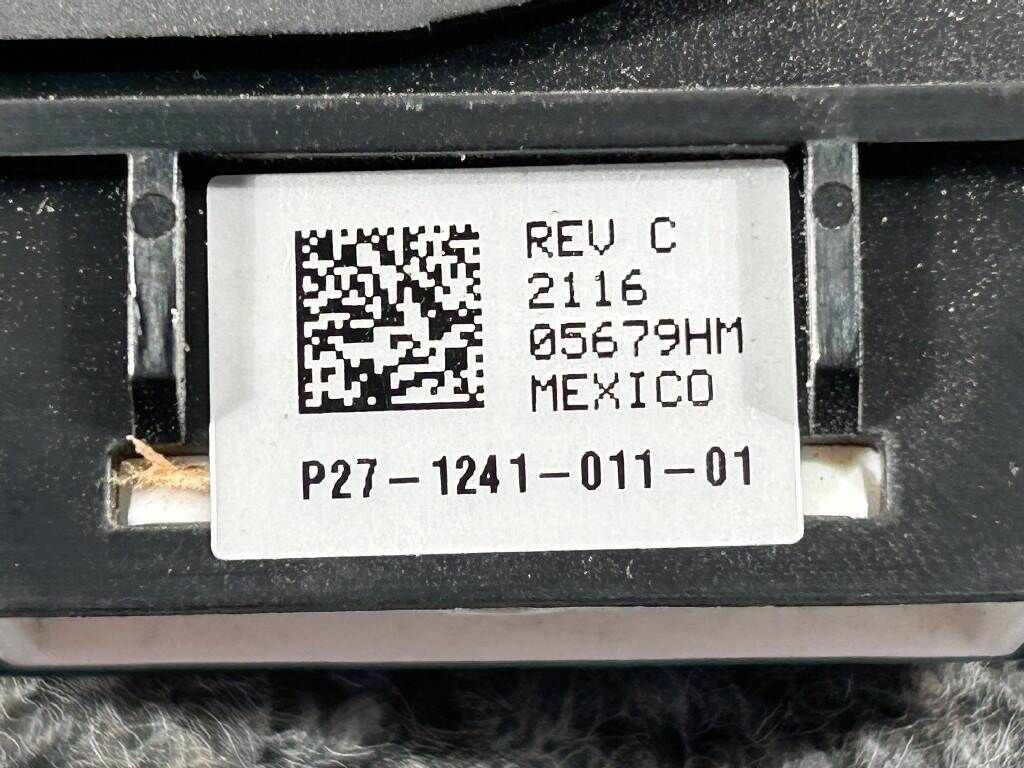 REV C
2116
05679HM
MEXICO
P27-1241-011-01